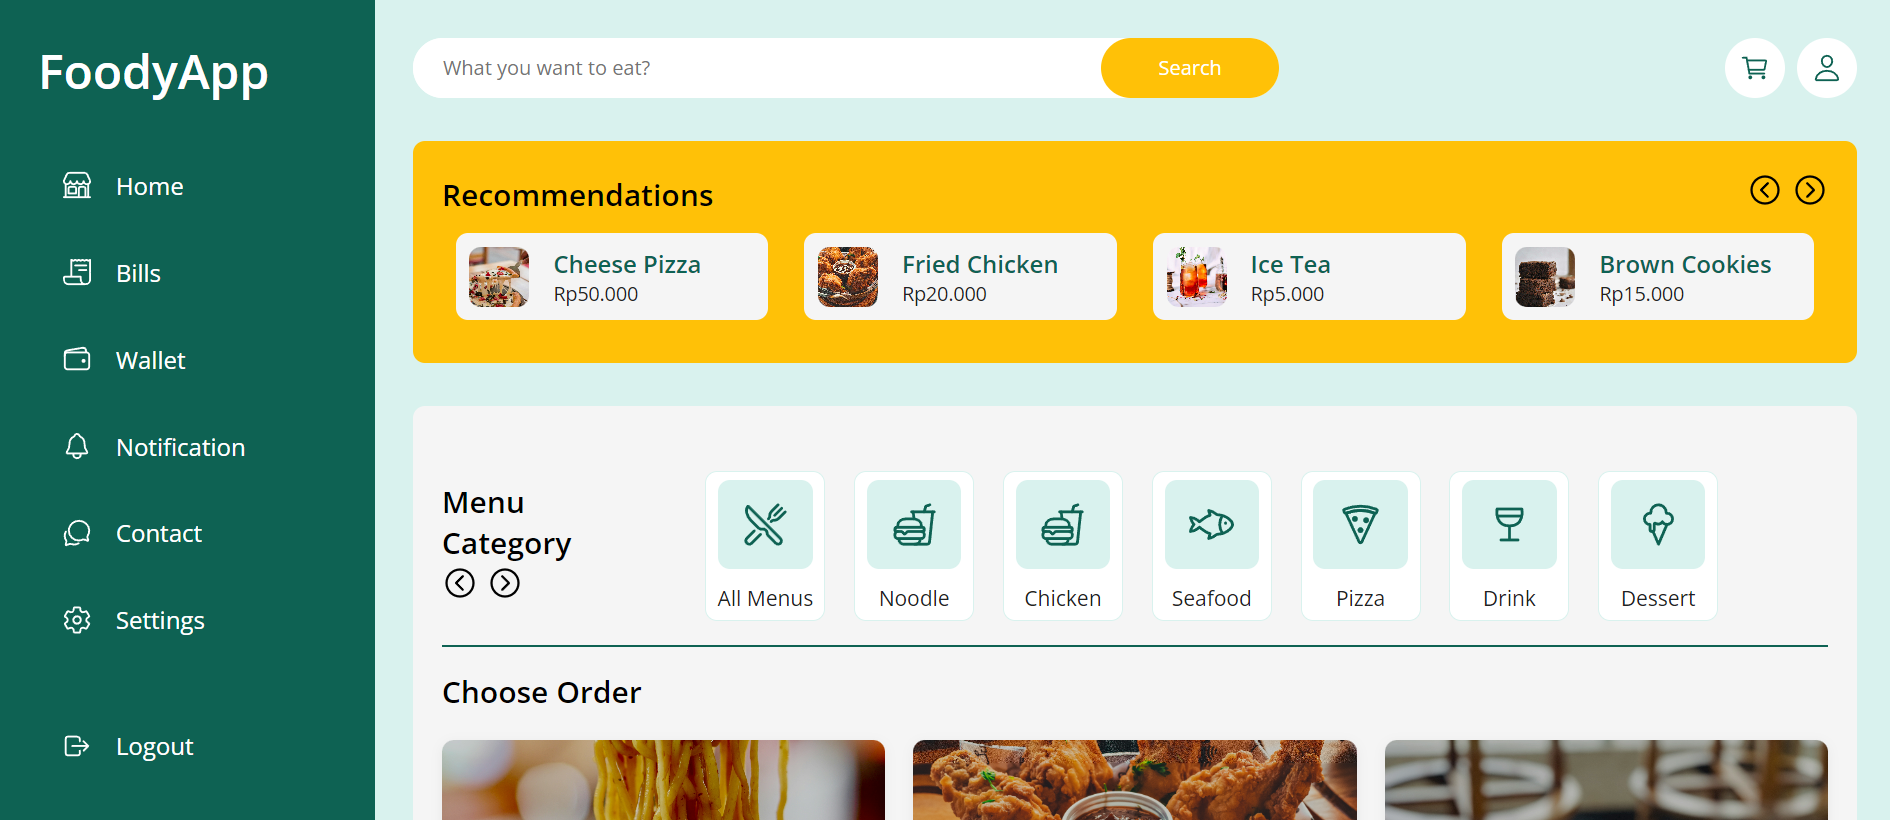 FoodyApp
Home
Bills
Wallet
Notification
Contact
Settings
Logout
What you want to eat?
Search
Recommendations
Cheese Pizza
Rp50.000
Fried Chicken
Rp20.000
Ice Tea
Rp5.000
Brown Cookies
Rp15.000
Menu
Category
All Menus
Noodle
Chicken
Seafood
Pizza
Drink
Dessert
Choose Order